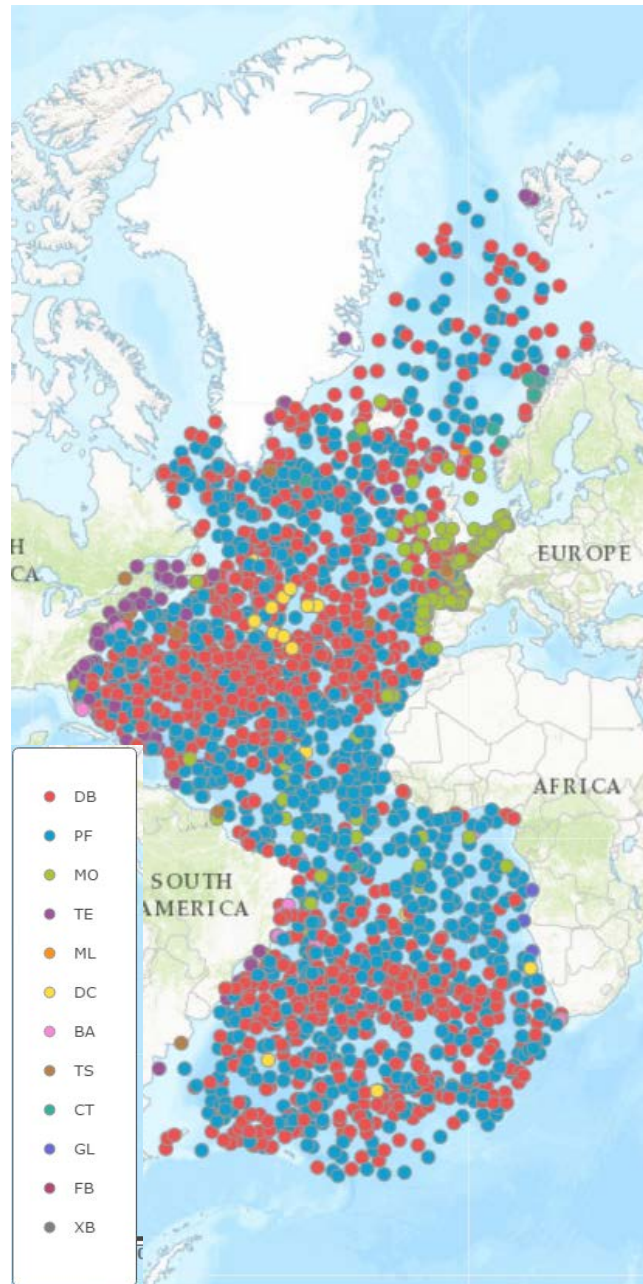 H
CA
EUROPE
AFRICA
SOUTH
AMERICA
DB
PF
MO
TE
ML
DC
BA
TS
CT
GL
FB
XB